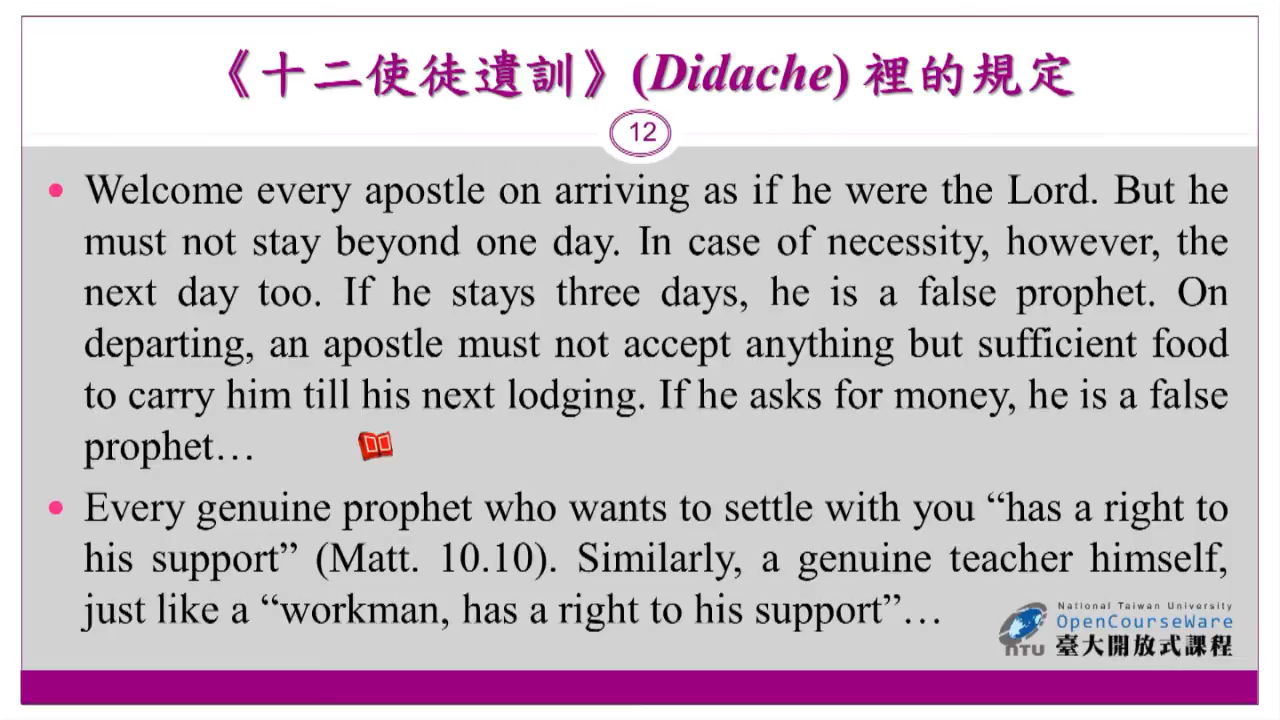 《十二使徒遺訓》(Didache) 裡的規定
12
• Welcome every apostle on arriving as if he were the Lord. But he
must not stay beyond one day. In case of necessity, however, the
next day too. If he stays three days, he is a false prophet. On
departing, an apostle must not accept anything but sufficient food
to carry him till his next lodging. If he asks for money, he is a false
prophet…
• Every genuine prophet who wants to settle with you “has a right to
his support” (Matt. 10.10). Similarly, a genuine teacher himself,
just like a “workman, has a right to his support”…
National Taiwan University
OpenCourseWare
NTU 臺大開放式課程